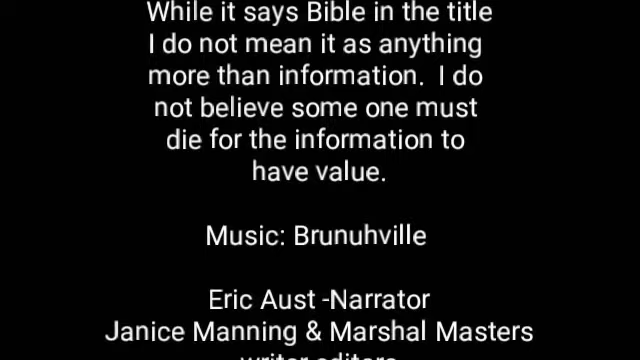 While it says Bible in the title
I do not mean it as anything
more than information.  I do
not believe some one must
die for the information to
have value.
Music: Brunuhville
Eric Aust -Narrator
Janice Manning & Marshal Masters
writer editors